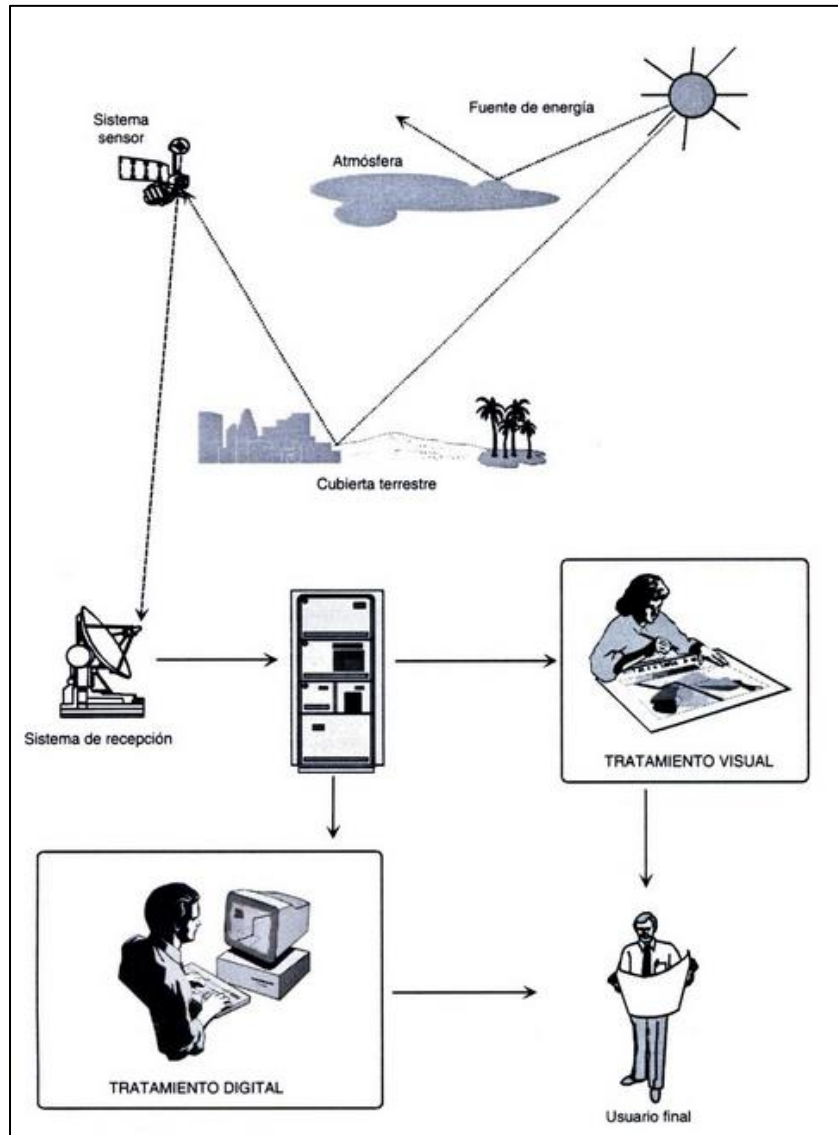 Fuente de energía
Sistema
sensor
Atmósfera
Cubierta terrestre
Sistema de recepción
TRATAMIENTO VISUAL
TRATAMIENTO DIGITAL
Usuario final